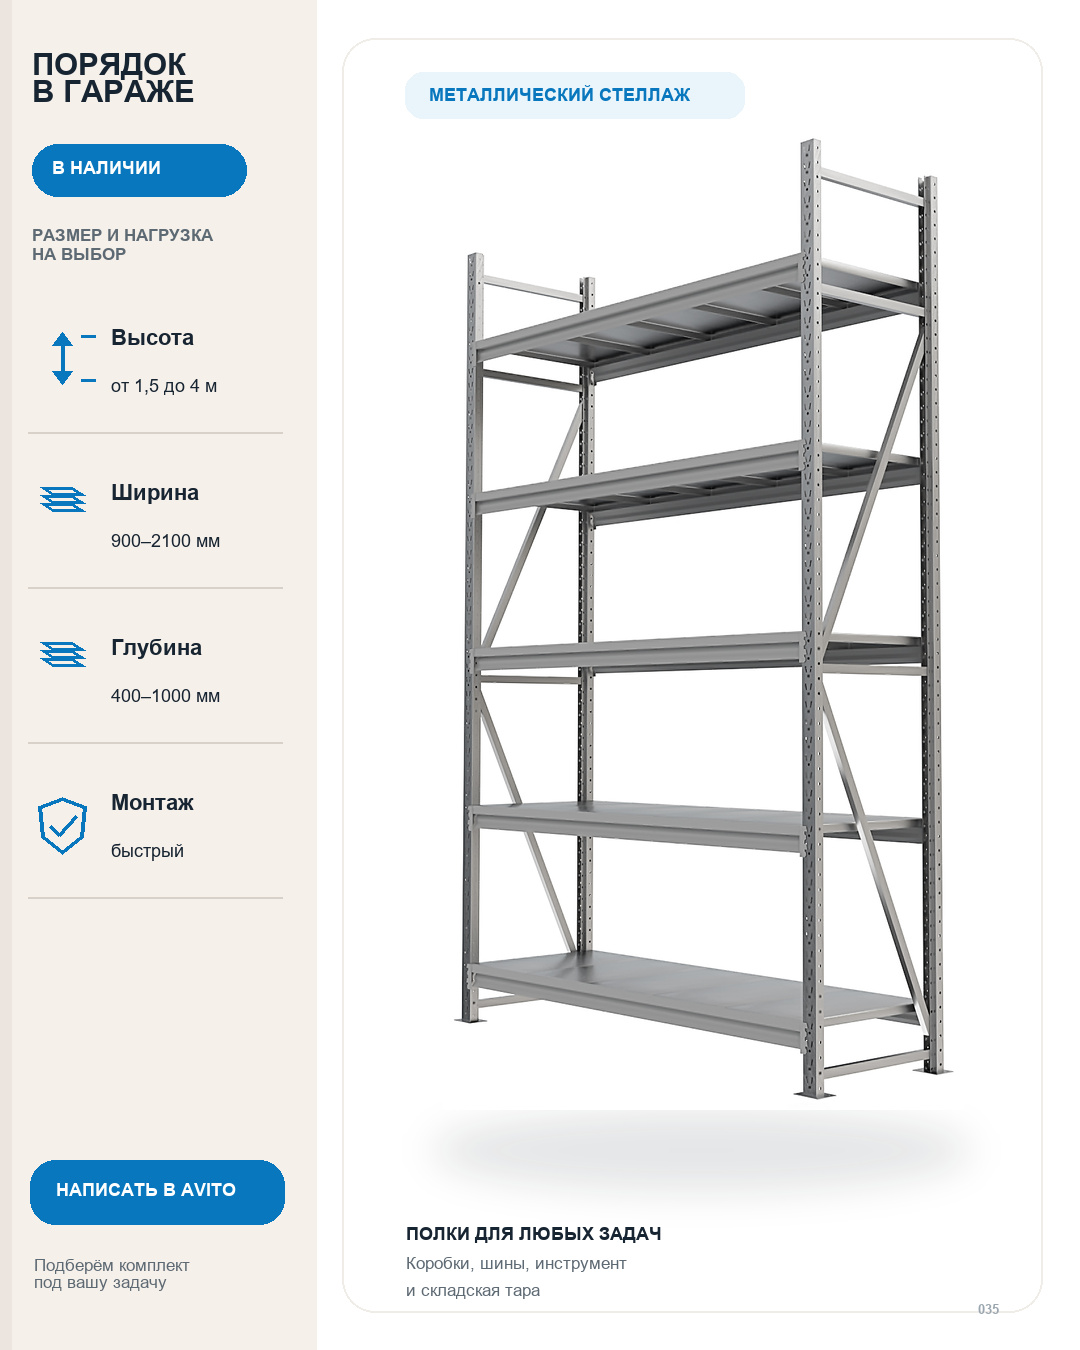 ПОРЯДОК
В ГАРАЖЕ
В НАЛИЧИИ
РАЗМЕР И НАГРУЗКА
НА ВЫБОР
Высота
от 1,5 до 4 м
Ширина
900–2100 мм
Глубина
400–1000 мм
Монтаж
быстрый
НАПИСАТЬ В AVITO
Подберём комплект
под вашу задачу
МЕТАЛЛИЧЕСКИЙ СТЕЛЛАЖ
ПОЛКИ ДЛЯ ЛЮБЫХ ЗАДАЧ
Коробки, шины, инструмент
и складская тара
035